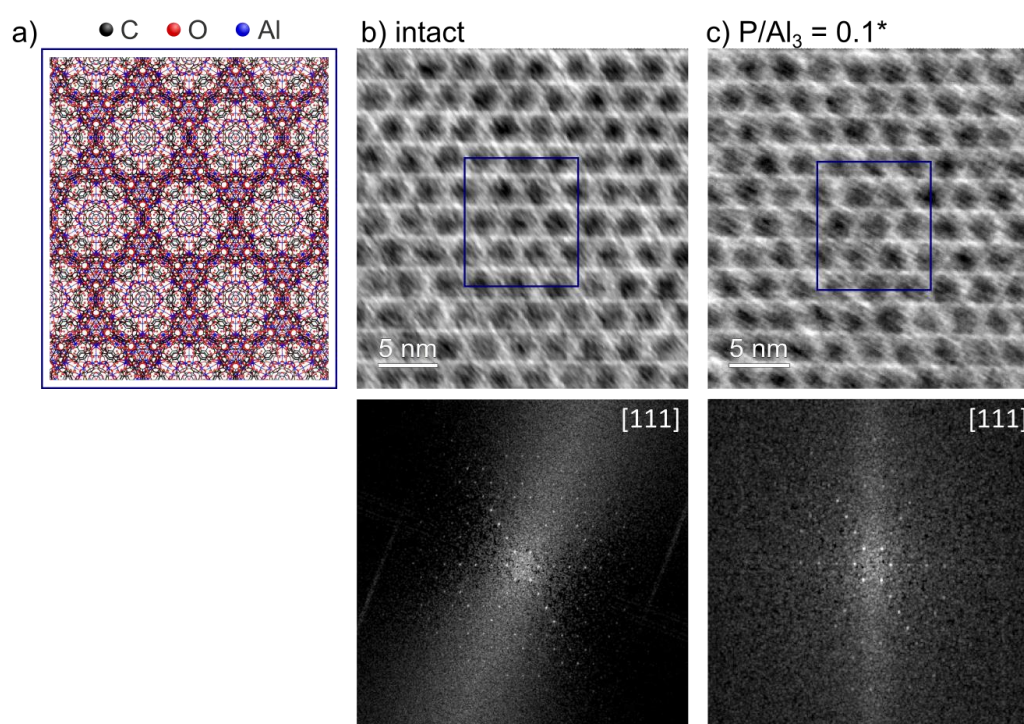 a) C O Al
b) intact
c) P/Al₃ = 0.1*
5 nm
5 nm
[111]
[111]